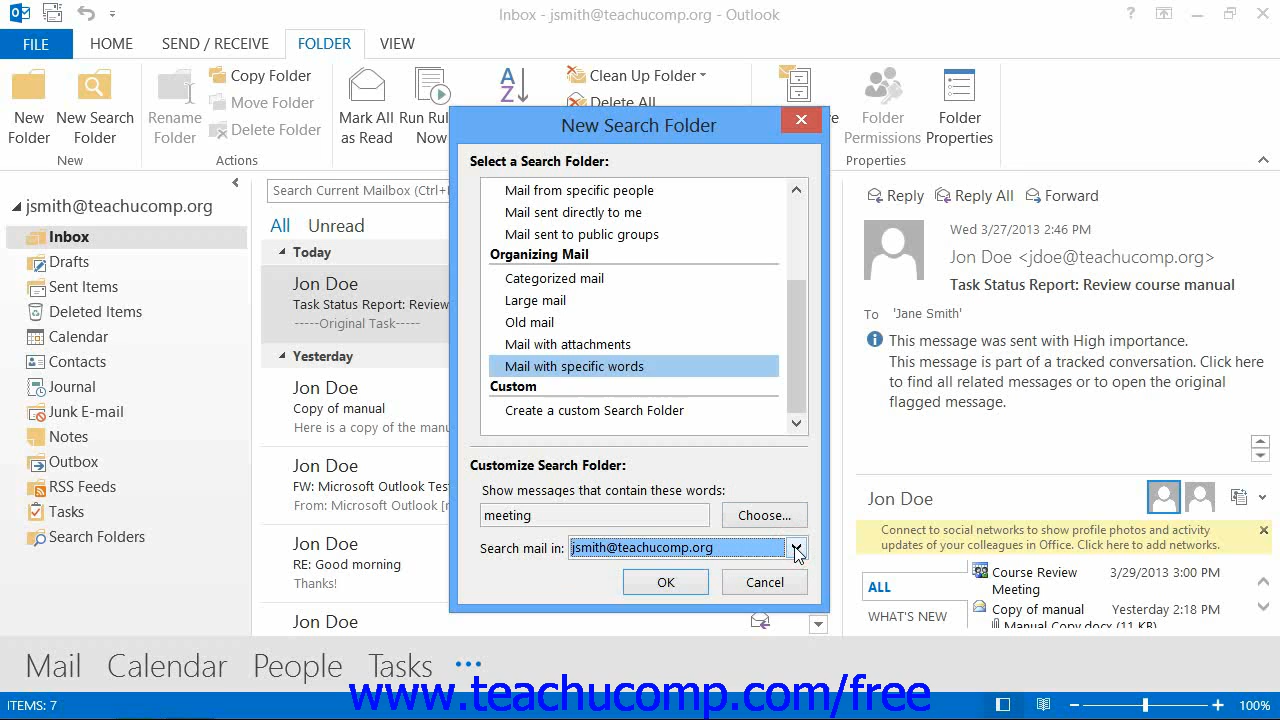 Inbox - jsmith@teachucomp.org - Outlook
FILE HOME SEND / RECEIVE FOLDER VIEW
New Folder
New Search Folder
New
Rename Folder
Copy Folder
Move Folder
Delete Folder
Actions
Mark All as Read
Run Ru
Now
A
Z
Clean Up Folder
Delete All
Folder Permissions
Folder Properties
Properties
jsmith@teachucomp.org
Inbox
Drafts
Sent Items
Deleted Items
Calendar
Contacts
Journal
Junk E-mail
Notes
Outbox
RSS Feeds
Tasks
Search Folders
Search Current Mailbox (Ctrl+
All Unread
Today
Jon Doe
Task Status Report: Review
-----Original Task-----
Yesterday
Jon Doe
Copy of manual
Here is a copy of the manu
Jon Doe
FW: Microsoft Outlook Test
From: Microsoft Outlook [m
Jon Doe
RE: Good morning
Thanks!
Jon Doe
New Search Folder
Select a Search Folder:
Mail from specific people
Mail sent directly to me
Mail sent to public groups
Organizing Mail
Categorized mail
Large mail
Old mail
Mail with attachments
Mail with specific words
Custom
Create a custom Search Folder
Customize Search Folder:
Show messages that contain these words:
meeting
Choose...
Search mail in: jsmith@teachucomp.org
OK Cancel
Reply Reply All Forward
Wed 3/27/2013 2:46 PM
Jon Doe <jdoe@teachucomp.org>
Task Status Report: Review course manual
To 'Jane Smith'
This message was sent with High importance.
This message is part of a tracked conversation. Click here
to find all related messages or to open the original
flagged message.
Jon Doe
Connect to social networks to show profile photos and activity
updates of your colleagues in Office. Click here to add networks.
ALL
WHAT'S NEW
Course Review 3/29/2013 3:00 PM
Meeting
Copy of manual Yesterday 2:18 PM
Manual Copy.docx (11 KB)
Mail Calendar People Tasks
www.teachucomp.com/free
ITEMS: 7
100%